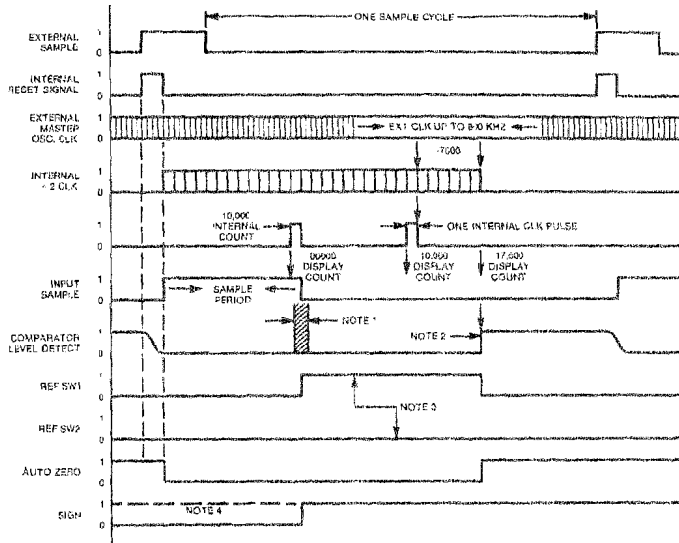 ONE SAMPLE CYCLE
EXTERNAL
SAMPLE
1
0
INTERNAL
RESET SIGNAL
1
0
EXTERNAL
MASTER
OSC. CLK
1
0
EXT CLK UP TO 800 KHZ
-7000
INTERNAL
÷ 2 CLK
1
0
10,000
INTERNAL
COUNT
ONE INTERNAL CLK PULSE
1
0
00000
DISPLAY
COUNT
10,000
DISPLAY
COUNT
17,000
DISPLAY
COUNT
INPUT
SAMPLE
1
0
SAMPLE
PERIOD
NOTE 1
NOTE 2
COMPARATOR
LEVEL DETECT
1
0
REF SW1
1
0
NOTE 3
REF SW2
1
0
AUTO ZERO
1
0
SIGN
1
0
NOTE 4